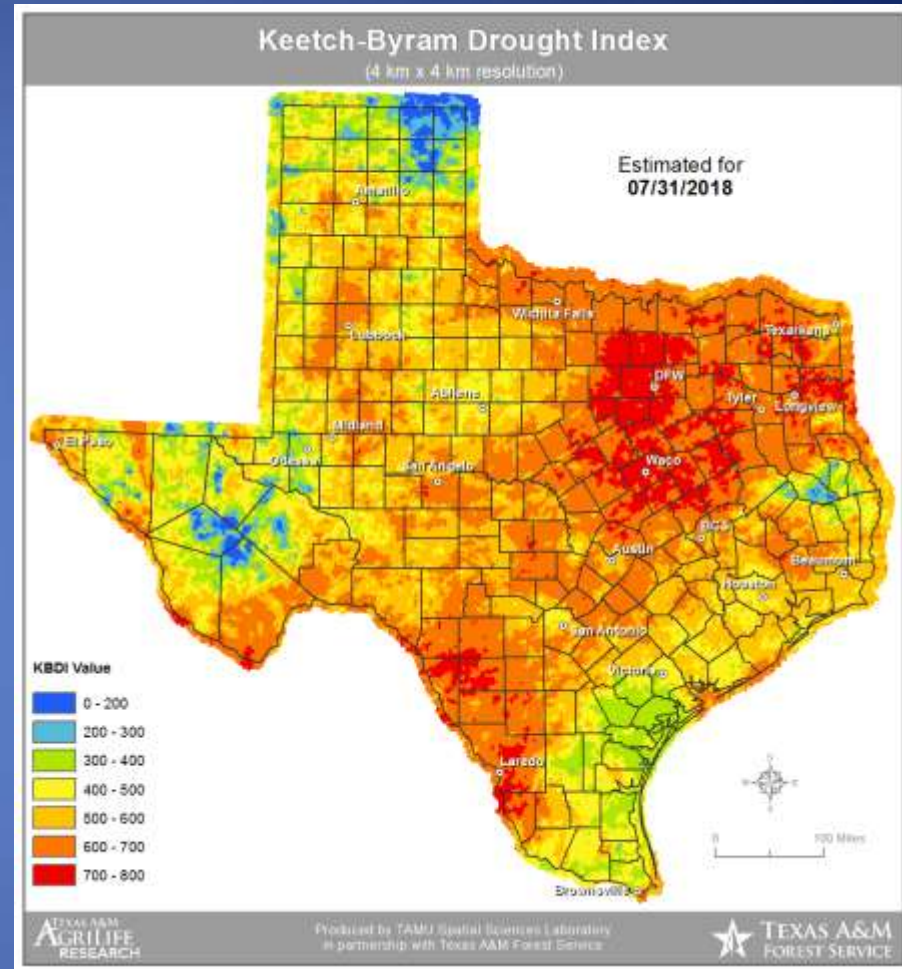 Keetch-Byram Drought Index
(4 km x 4 km resolution)
Estimated for
07/31/2018
Amarillo
Wichita Falls
Texarkana
Lubbock
DFW
Abilene
Tyler
Longview
El Paso
Midland
Odessa
San Angelo
Waco
BCS
Austin
Beaumont
Houston
San Antonio
Victoria
Laredo
Brownsville
KBDI Value
0 - 200
200 - 300
300 - 400
400 - 500
500 - 600
600 - 700
700 - 800
0 100 Miles
TEXAS A&M
AGRILIFE
RESEARCH
Produced by TAMU Spatial Sciences Laboratory
in partnership with Texas A&M Forest Service
TEXAS A&M
FOREST SERVICE